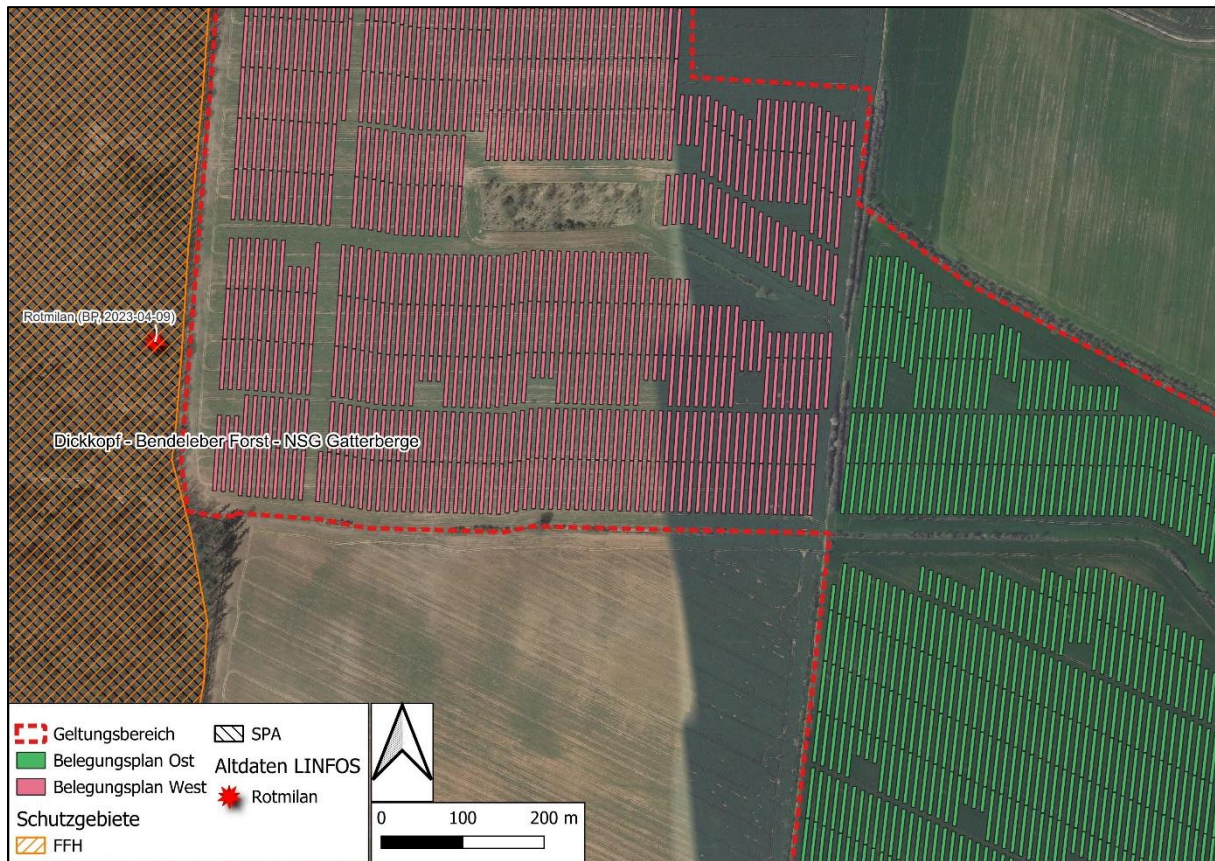 Rotmilan (BP, 2023-04-09)
Dickkopf - Bendeleber Forst - NSG Gatterberge
Geltungsbereich
Belegungsplan Ost
Belegungsplan West
Schutzgebiete
FFH
SPA
Altdaten LINFOS
Rotmilan
0 100 200 m